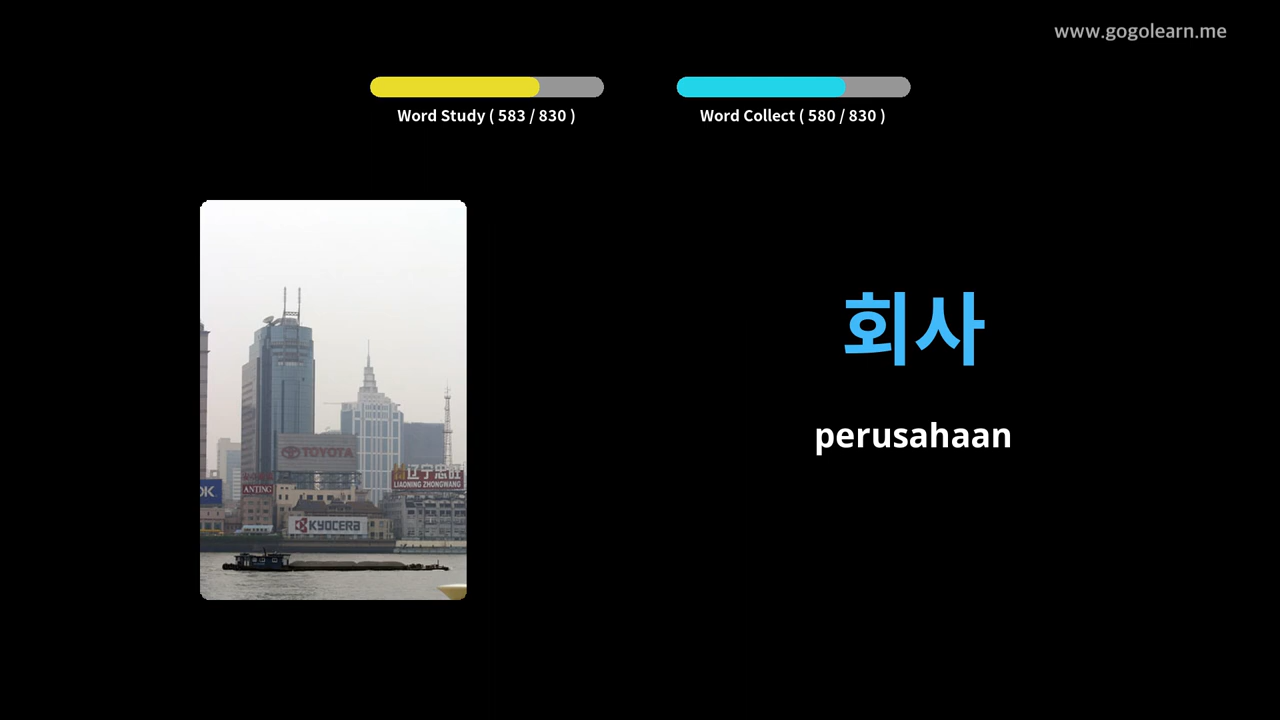 www.gogolearn.me
Word Study ( 583 / 830 )
Word Collect ( 580 / 830 )
회사
perusahaan
TOYOTA
辽宁忠旺
LIAONING ZHONGWANG
OK
ANTING
KYOCERA